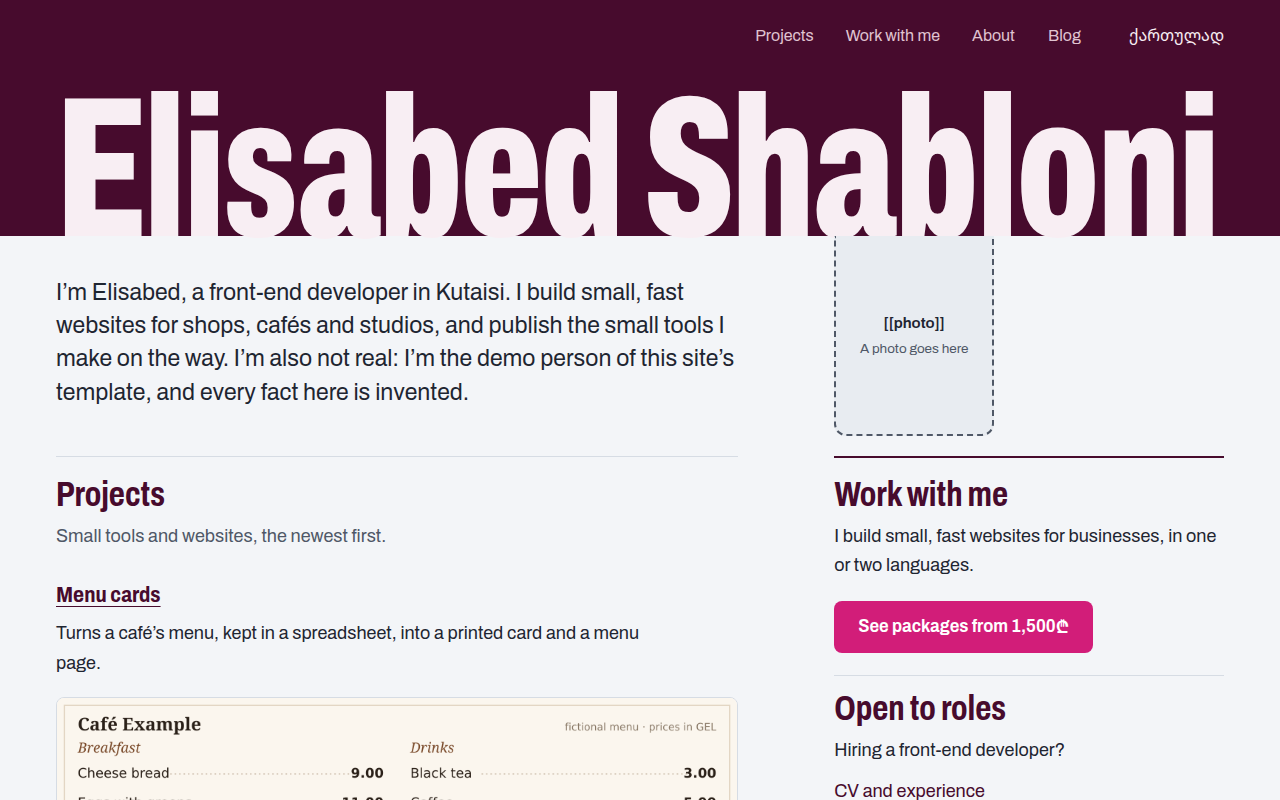 Projects
Work with me
About
Blog
ქართულად
Elisabed Shabloni
I’m Elisabed, a front-end developer in Kutaisi. I build small, fast
websites for shops, cafés and studios, and publish the small tools I
make on the way. I’m also not real: I’m the demo person of this site’s
template, and every fact here is invented.
[[photo]]
A photo goes here
Projects
Small tools and websites, the newest first.
Menu cards
Turns a café’s menu, kept in a spreadsheet, into a printed card and a menu
page.
Café Example
fictional menu · prices in GEL
Breakfast
Drinks
Cheese bread 9.00
Black tea 3.00
Work with me
I build small, fast websites for businesses, in one
or two languages.
See packages from 1,500₾
Open to roles
Hiring a front-end developer?
CV and experience